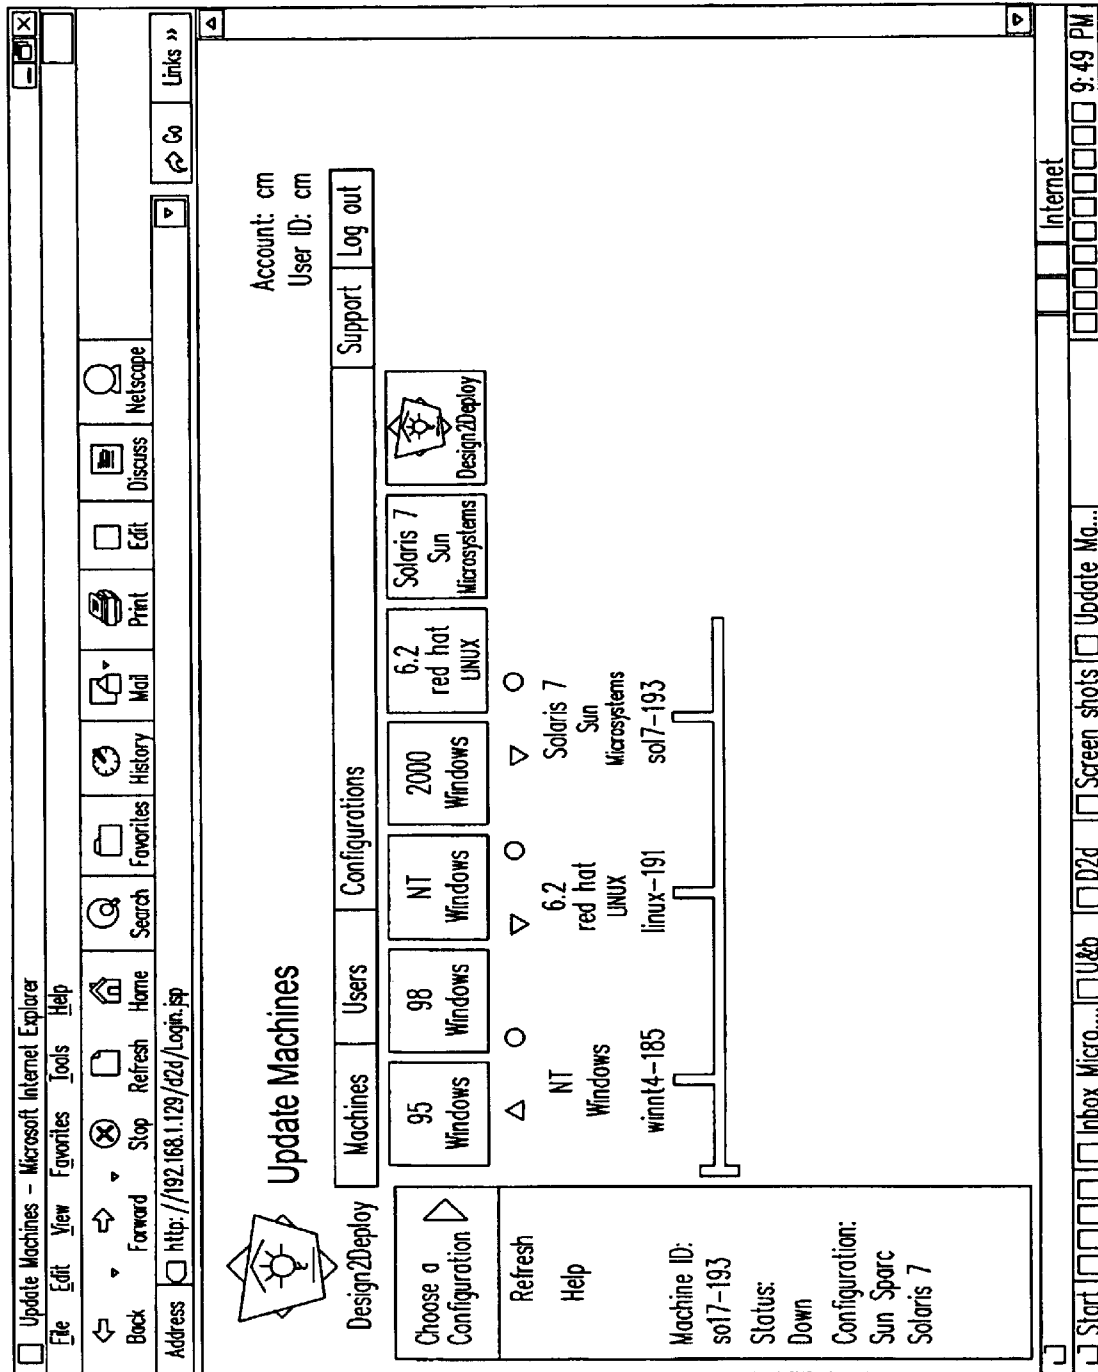 Update Machines - Microsoft Internet Explorer
File Edit View Favorites Tools Help
Back Forward Stop Refresh Home Search Favorites History Mail Print Edit Discuss Netscape
Address http://192.168.1.129/d2d/Login.jsp Go Links »
Design2Deploy
Update Machines
Account: cm
User ID: cm
Machines Users Configurations Support Log out
Choose a
Configuration
95
Windows
98
Windows
NT
Windows
2000
Windows
6.2
red hat
LINUX
Solaris 7
Sun
Microsystems
Design2Deploy
Refresh
Help
NT
Windows
winnt4-185
6.2
red hat
LINUX
linux-191
Solaris 7
Sun
Microsystems
sol7-193
Machine ID:
sol7-193
Status:
Down
Configuration:
Sun Sparc
Solaris 7
Internet
Start Inbox Micro... U&b D2d Screen shots Update Ma... 9:49 PM